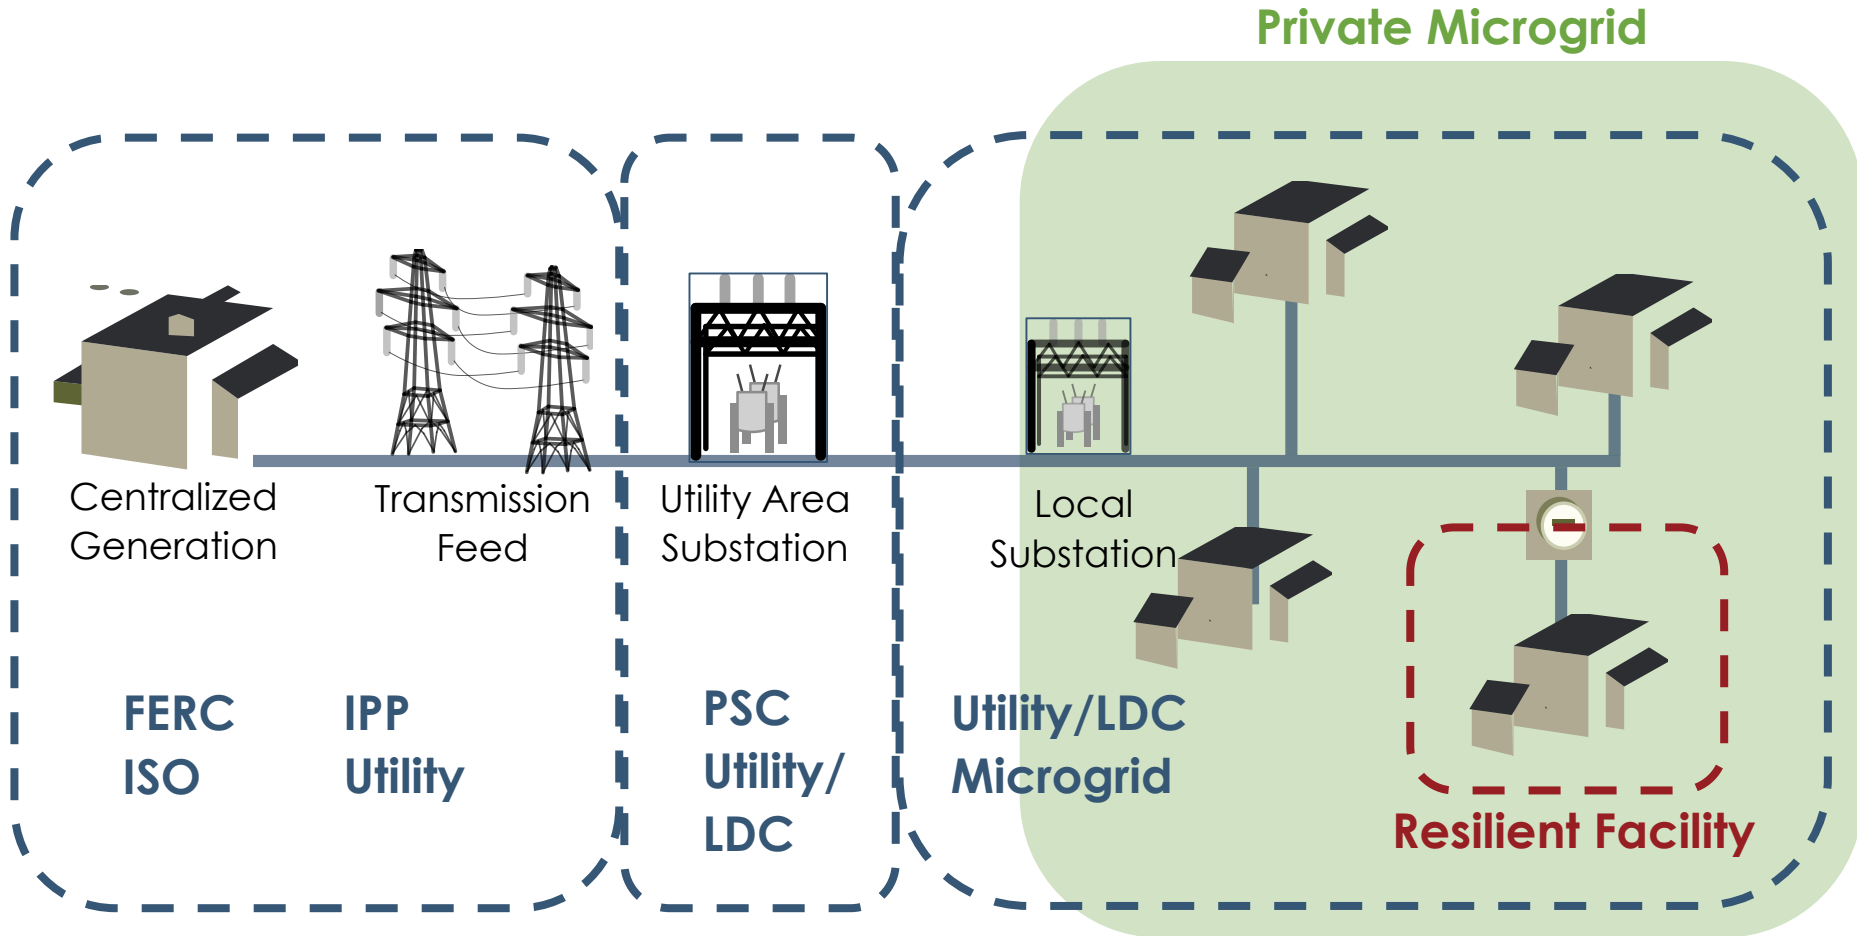 Private Microgrid
Centralized
Generation
Transmission
Feed
Utility Area
Substation
Local
Substation
FERC
ISO
IPP
Utility
PSC
Utility/
LDC
Utility/LDC
Microgrid
Resilient Facility